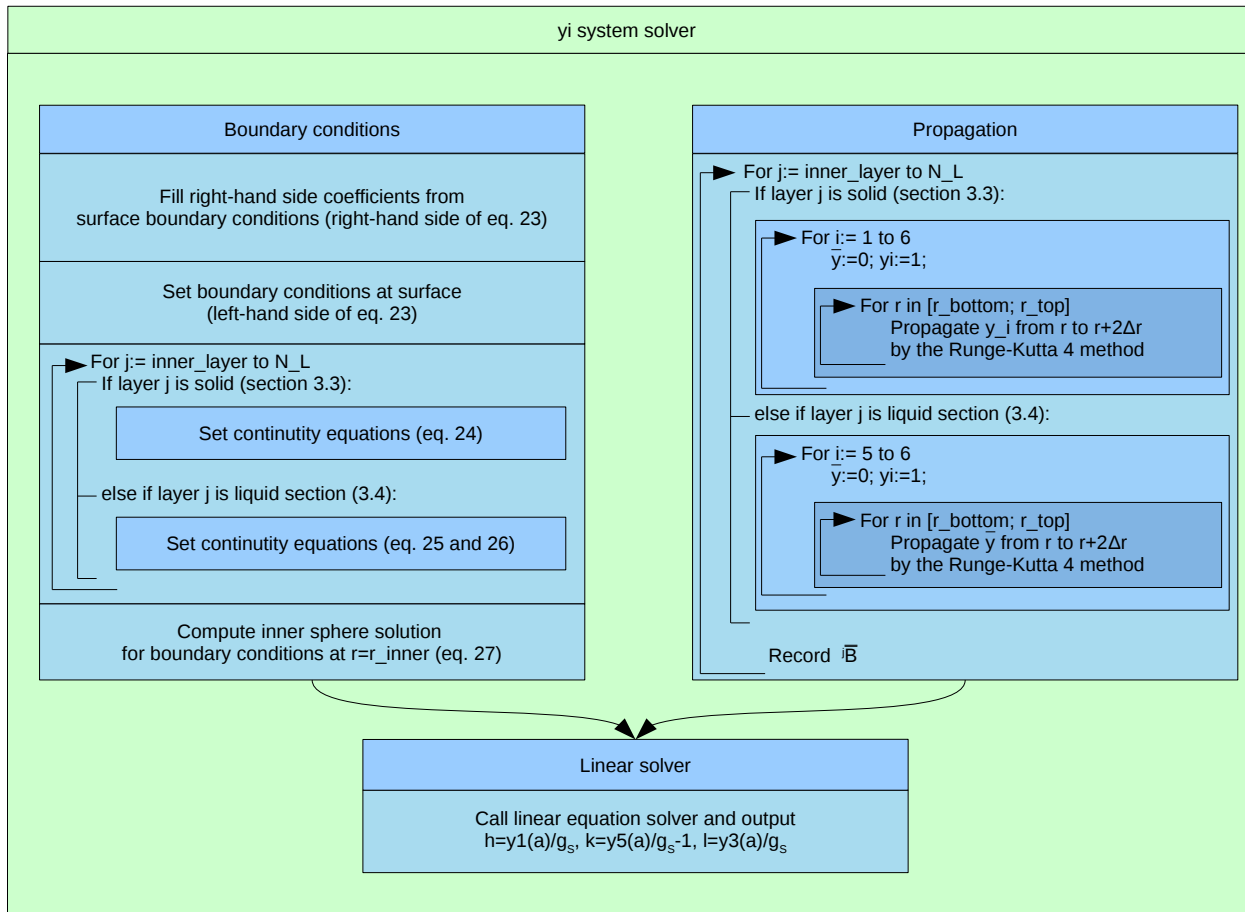 yi system solver
Boundary conditions
Fill right-hand side coefficients from
surface boundary conditions (right-hand side of eq. 23)
Set boundary conditions at surface
(left-hand side of eq. 23)
For j:= inner_layer to N_L
If layer j is solid (section 3.3):
Set continutity equations (eq. 24)
else if layer j is liquid section (3.4):
Set continutity equations (eq. 25 and 26)
Compute inner sphere solution
for boundary conditions at r=r_inner (eq. 27)
Propagation
For j:= inner_layer to N_L
If layer j is solid (section 3.3):
For i:= 1 to 6
y̅:=0; yi:=1;
For r in [r_bottom; r_top]
Propagate y_i from r to r+2Δr
by the Runge-Kutta 4 method
else if layer j is liquid section (3.4):
For i:= 5 to 6
y̅:=0; yi:=1;
For r in [r_bottom; r_top]
Propagate y̅ from r to r+2Δr
by the Runge-Kutta 4 method
Record ʲB̅
Linear solver
Call linear equation solver and output
h=y1(a)/gₛ, k=y5(a)/gₛ-1, l=y3(a)/gₛ